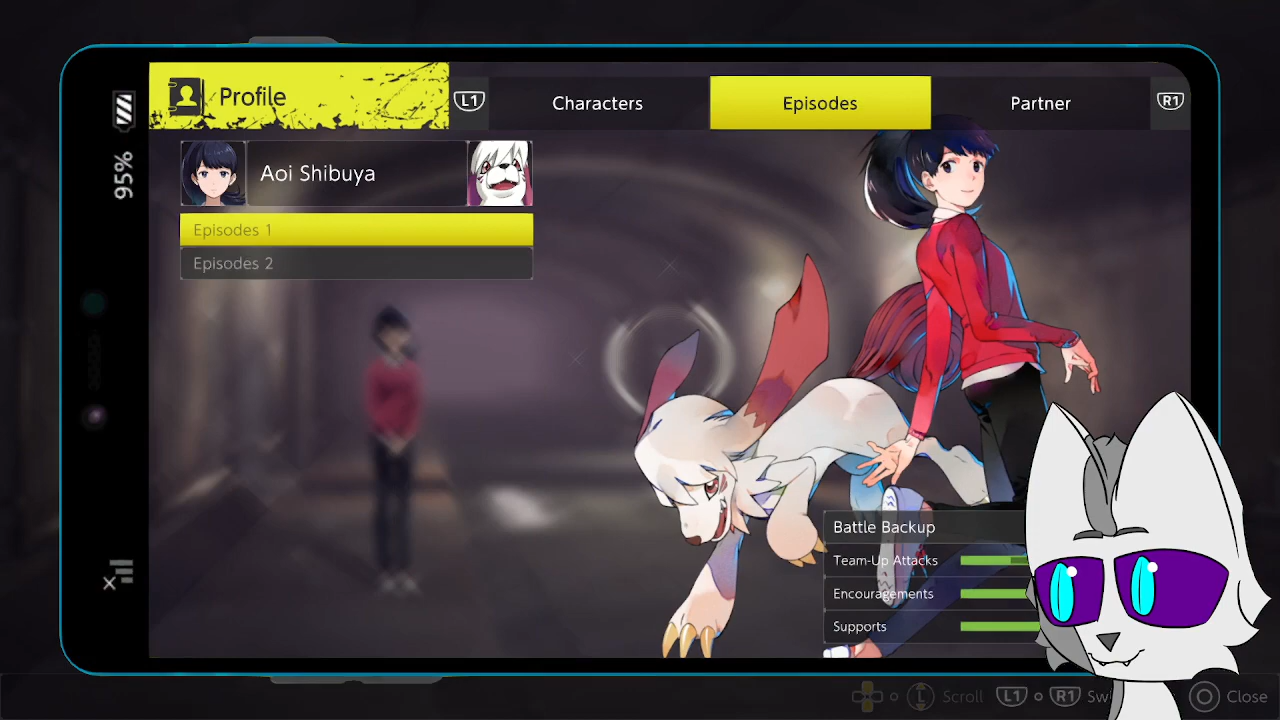 Profile
L1
Characters
Episodes
Partner
R1
95%
Aoi Shibuya
Episodes 1
Episodes 2
Battle Backup
Team-Up Attacks
Encouragements
Supports
L Scroll L1 R1 Sw
Close